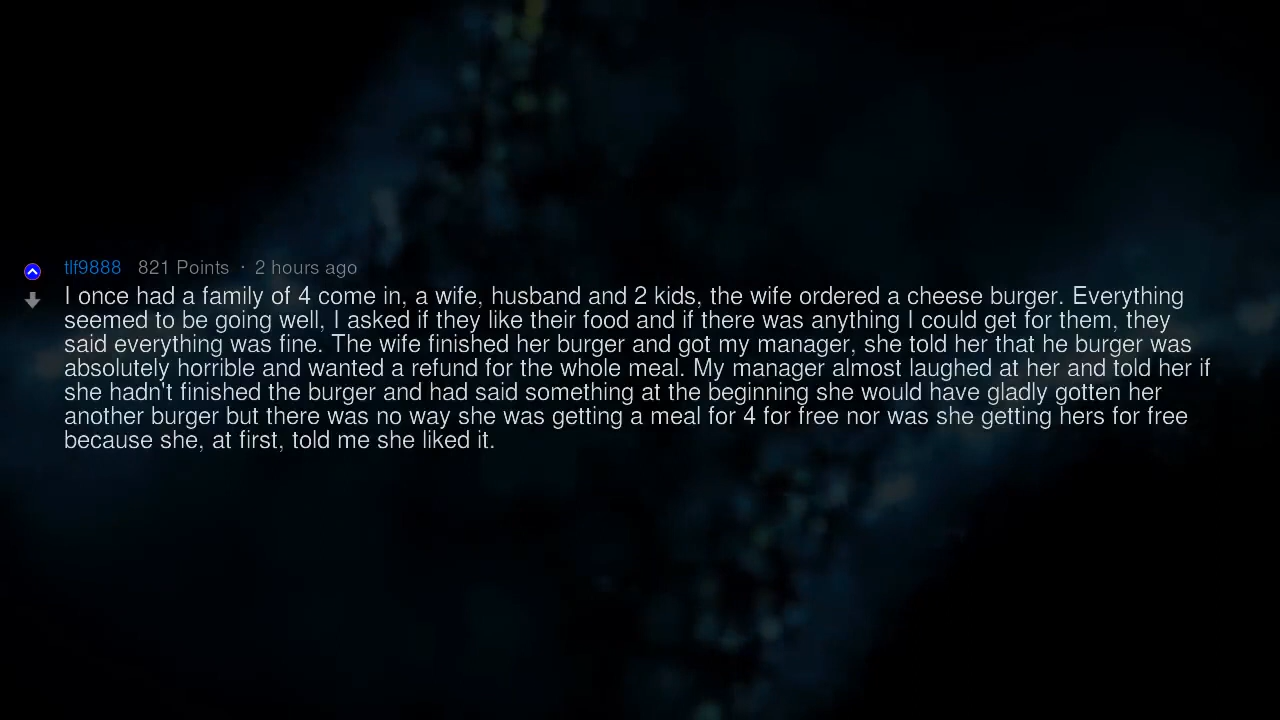 tlf9888 821 Points · 2 hours ago
I once had a family of 4 come in, a wife, husband and 2 kids, the wife ordered a cheese burger. Everything
seemed to be going well, I asked if they like their food and if there was anything I could get for them, they
said everything was fine. The wife finished her burger and got my manager, she told her that he burger was
absolutely horrible and wanted a refund for the whole meal. My manager almost laughed at her and told her if
she hadn't finished the burger and had said something at the beginning she would have gladly gotten her
another burger but there was no way she was getting a meal for 4 for free nor was she getting hers for free
because she, at first, told me she liked it.